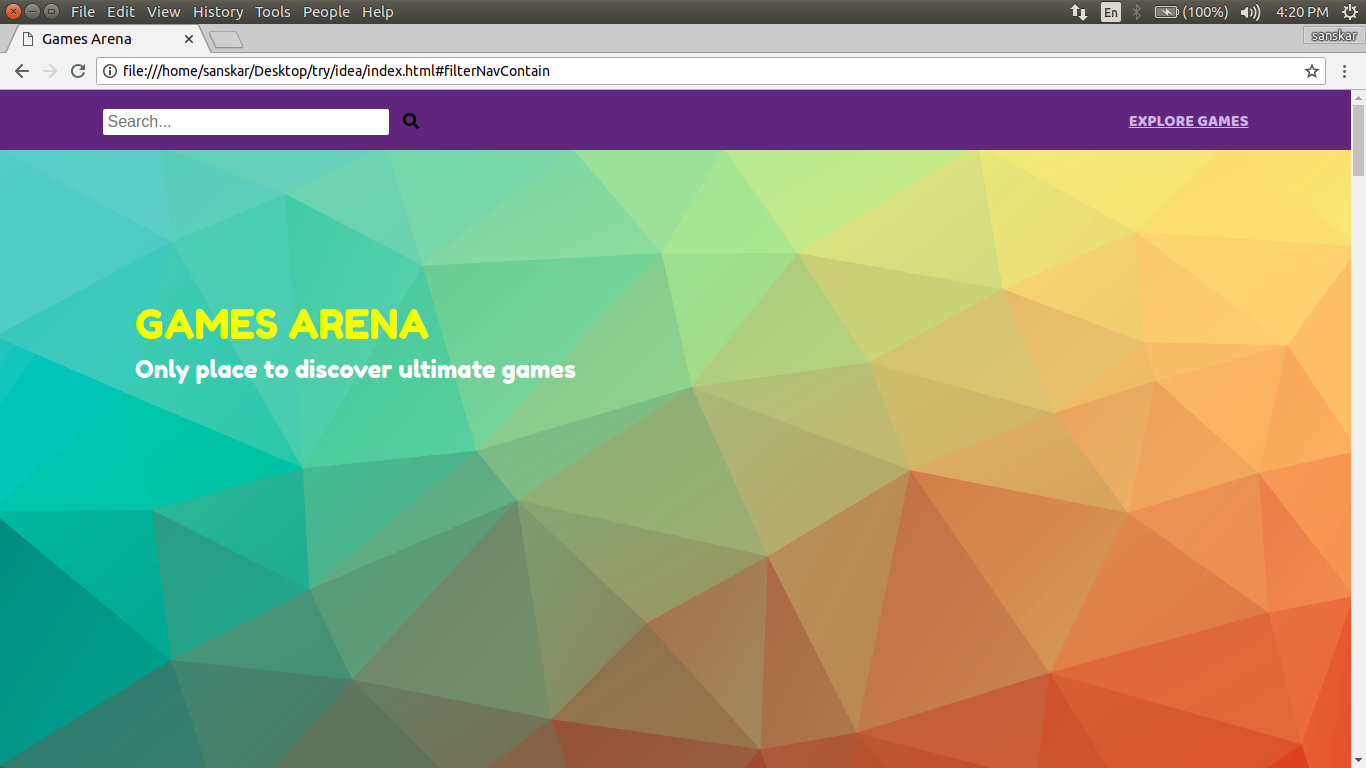 File Edit View History Tools People Help
En (100%) 4:20 PM
Games Arena
sanskar
file:///home/sanskar/Desktop/try/idea/index.html#filterNavContain
Search...
EXPLORE GAMES
GAMES ARENA
Only place to discover ultimate games